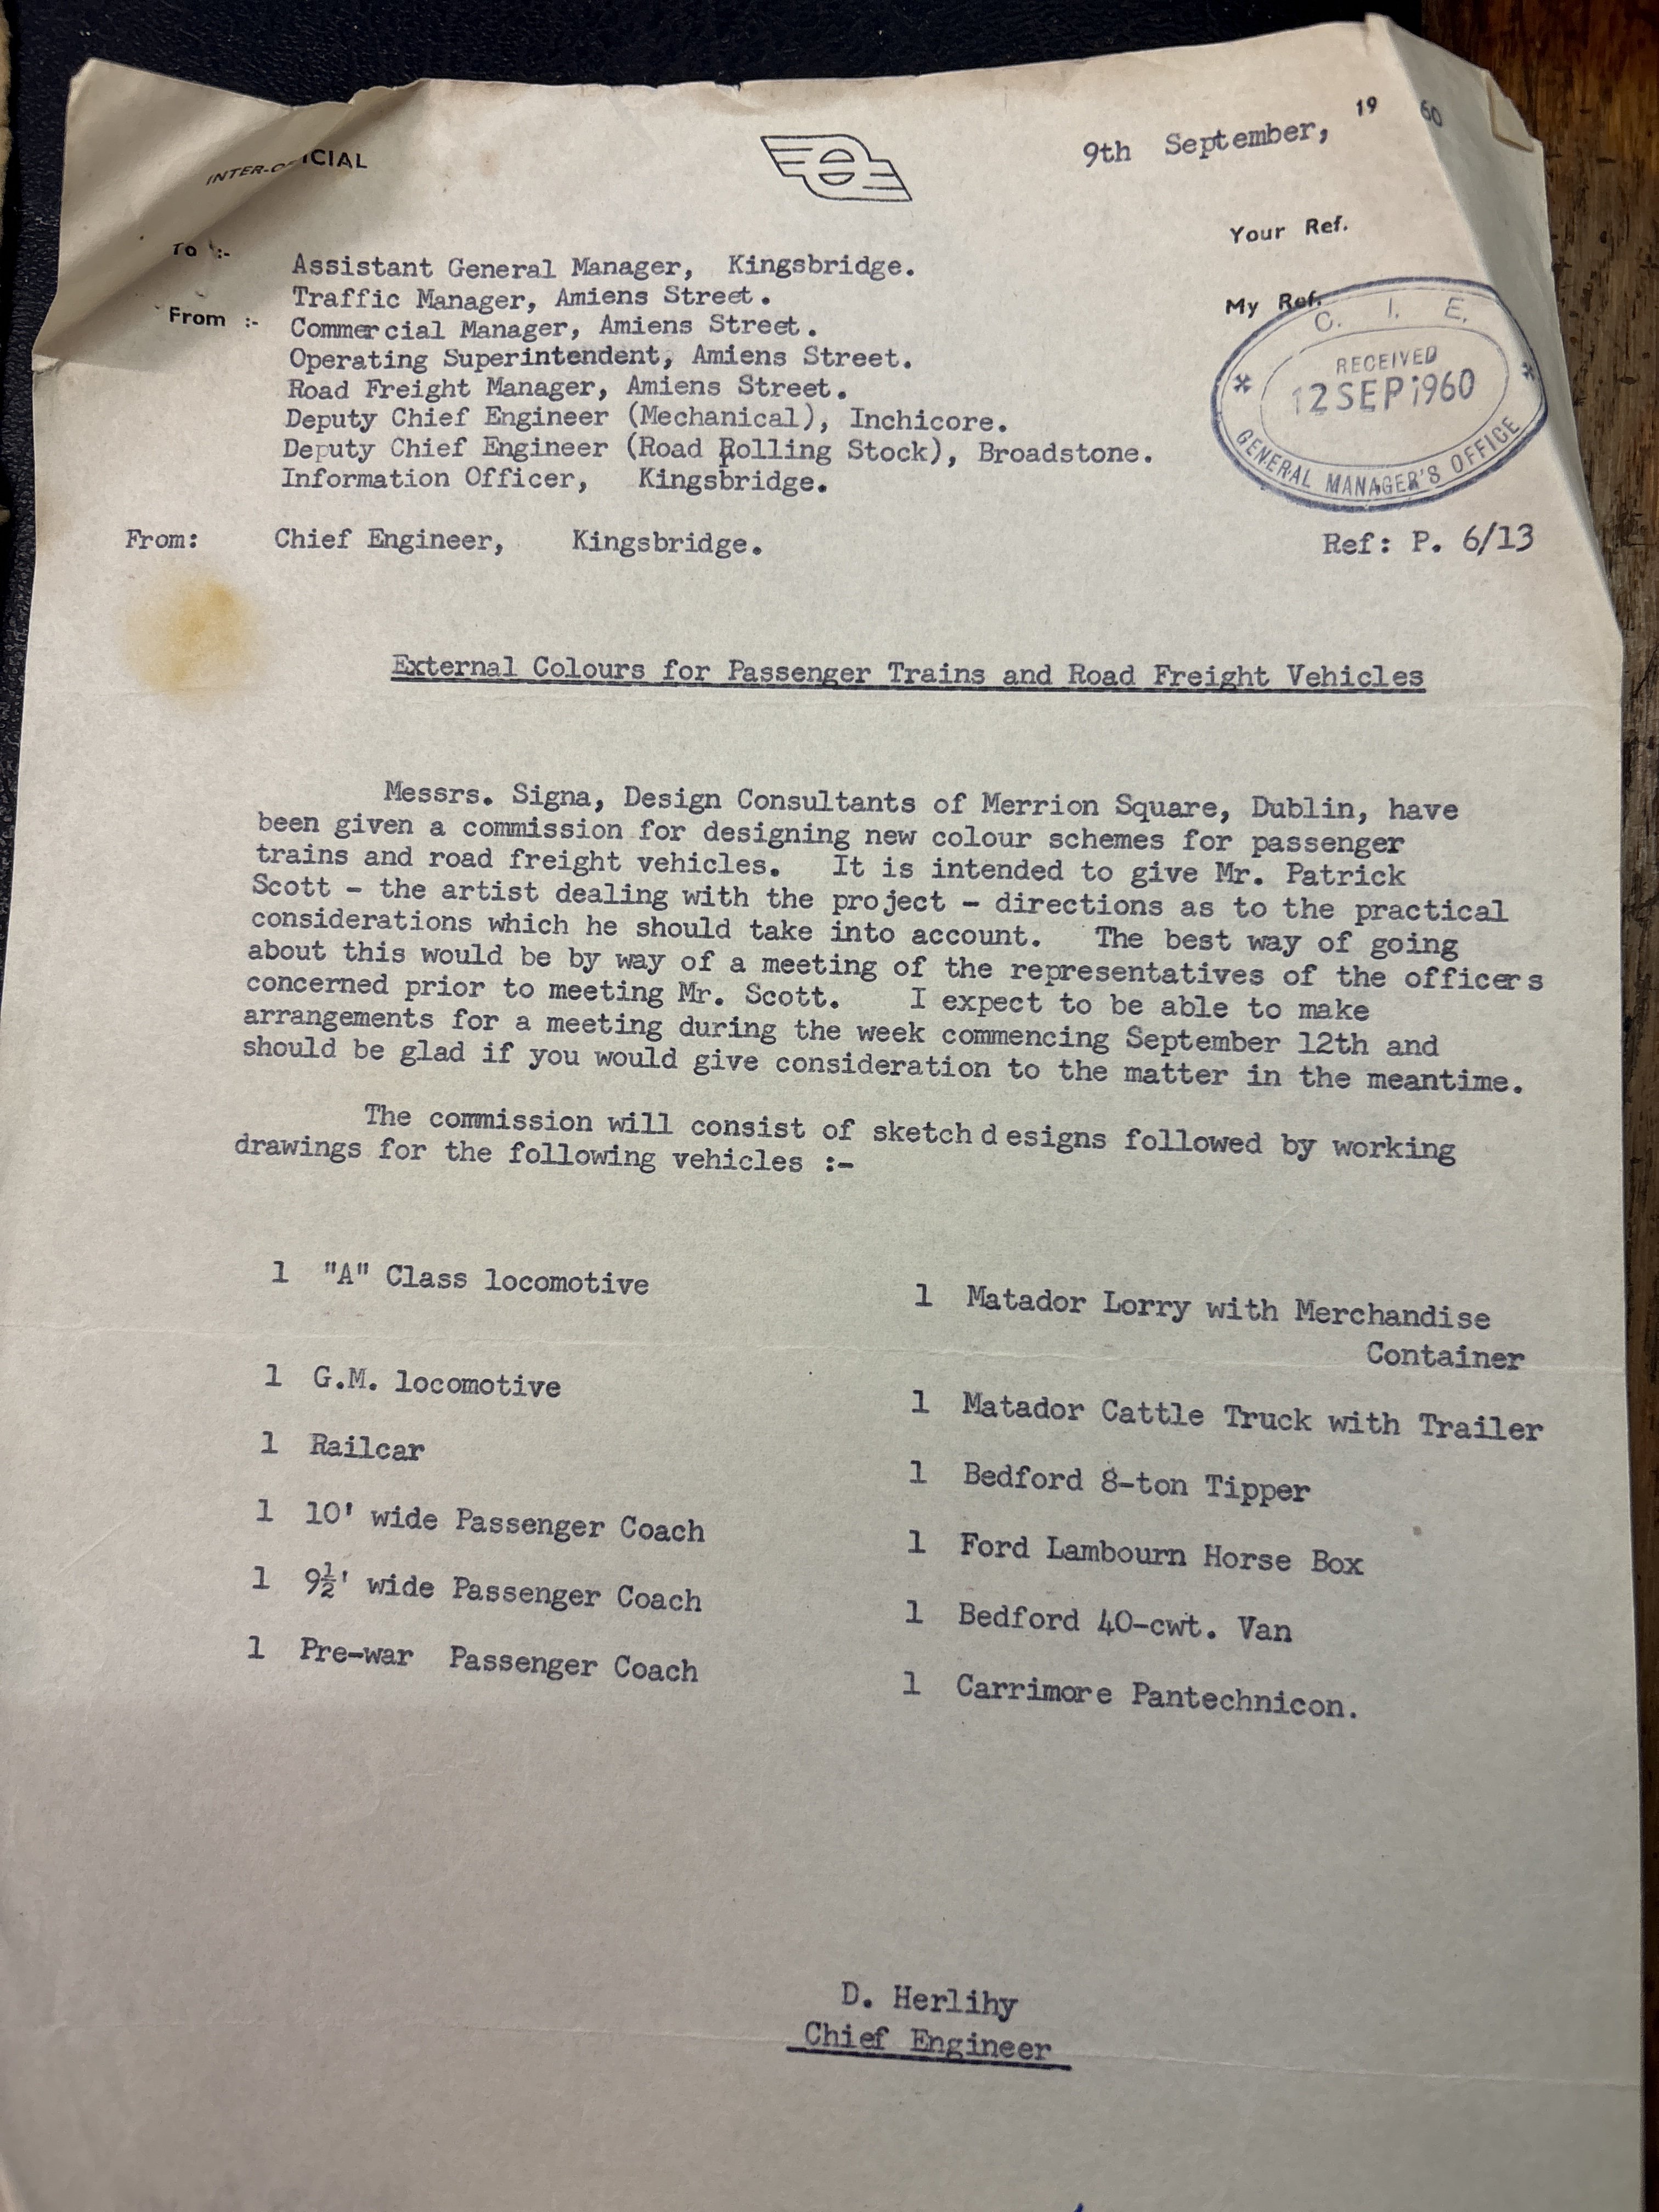 INTER-OFFICIAL
9th September, 1960
Your Ref.
To :-
Assistant General Manager, Kingsbridge.
Traffic Manager, Amiens Street.
My Ref.
From :-
Commercial Manager, Amiens Street.
Operating Superintendent, Amiens Street.
Road Freight Manager, Amiens Street.
Deputy Chief Engineer (Mechanical), Inchicore.
Deputy Chief Engineer (Road Rolling Stock), Broadstone.
Information Officer, Kingsbridge.
C. I. E.
RECEIVED
12 SEP 1960
GENERAL MANAGER'S OFFICE
From: Chief Engineer, Kingsbridge.
Ref: P. 6/13
External Colours for Passenger Trains and Road Freight Vehicles
Messrs. Signa, Design Consultants of Merrion Square, Dublin, have
been given a commission for designing new colour schemes for passenger
trains and road freight vehicles. It is intended to give Mr. Patrick
Scott - the artist dealing with the project - directions as to the practical
considerations which he should take into account. The best way of going
about this would be by way of a meeting of the representatives of the officers
concerned prior to meeting Mr. Scott. I expect to be able to make
arrangements for a meeting during the week commencing September 12th and
should be glad if you would give consideration to the matter in the meantime.
The commission will consist of sketch designs followed by working
drawings for the following vehicles :-
1 "A" Class locomotive
1 G.M. locomotive
1 Railcar
1 10' wide Passenger Coach
1 9½' wide Passenger Coach
1 Pre-war Passenger Coach
1 Matador Lorry with Merchandise
Container
1 Matador Cattle Truck with Trailer
1 Bedford 8-ton Tipper
1 Ford Lambourn Horse Box
1 Bedford 40-cwt. Van
1 Carrimore Pantechnicon.
D. Herlihy
Chief Engineer